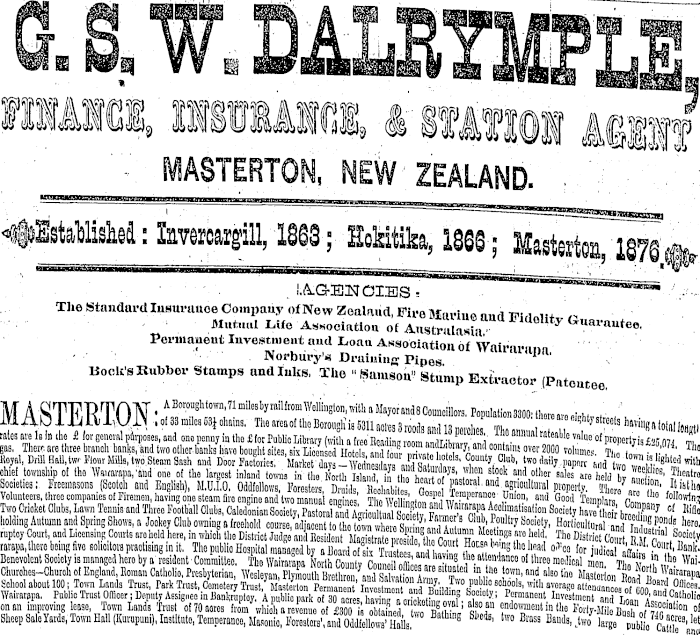 G. S. W. DALRYMPLE,
FINANCE, INSURANCE, & STATION AGENT
MASTERTON, NEW ZEALAND.
Established : Invercargill, 1863 ; Hokitika, 1866 ; Masterton, 1876.
AGENCIES :
The Standard Insurance Company of New Zealand, Fire Marine and Fidelity Guarantee.
Mutual Life Association of Australasia.
Permanent Investment and Loan Association of Wairarapa.
Norbury's Draining Pipes.
Bock's Rubber Stamps and Inks, The "Samson" Stump Extractor (Patentee,
MASTERTON: A Borough town, 71 miles by rail from Wellington, with a Mayor and 8 Councillors. Population 3300; there are eighty streets having a total length
of 33 miles 53½ chains. The area of the Borough is 5311 acres 3 roods and 13 perches. The annual rateable value of property is £25,074. The
rates are 1s in the £ for general purposes, and one penny in the £ for Public Library (with a free Reading room and Library, and contains over 2000 volumes. The town is lighted with
gas. There are three branch banks, and two other banks have bought sites, six Licensed Hotels, and four private hotels, County Club, two daily papers and two weeklies, Theatre
Royal, Drill Hall, two Flour Mills, two Steam Sash and Door Factories. Market days—Wednesdays and Saturdays, when stock and other sales are held by auction. It is the
chief township of the Wairarapa, and one of the largest inland towns in the North Island, in the heart of pastoral and agricultural property. There are the following
Societies: Freemasons (Scotch and English), M.U.I.O. Oddfellows, Foresters, Druids, Rechabites, Gospel Temperance Union, and Good Templars, Company of Rifle
Volunteers, three companies of Firemen, having one steam fire engine and two manual engines. The Wellington and Wairarapa Acclimatisation Society have their breeding ponds here.
Two Cricket Clubs, Lawn Tennis and Three Football Clubs, Caledonian Society, Pastoral and Agricultural Society, Farmer's Club, Poultry Society, Horticultural and Industrial Society
holding Autumn and Spring Shows, a Jockey Club owning a freehold course, adjacent to the town where Spring and Autumn Meetings are held. The District Court, R.M. Court, Bank-
ruptcy Court, and Licensing Courts are held here, in which the District Judge and Resident Magistrate preside, the Court House being the head office for judicial affairs in the Wai-
rarapa, there being five solicitors practising in it. The public Hospital managed by a Board of six Trustees, and having the attendance of three medical men. The North Wairarapa
Benevolent Society is managed here by a resident Committee. The Wairarapa North County Council offices are situated in the town, and also the Masterton Road Board Offices.
Churches—Church of England, Roman Catholic, Presbyterian, Wesleyan, Plymouth Brethren, and Salvation Army. Two public schools, with average attenances of 600, and Catholic
School about 100; Town Lands Trust, Park Trust, Cemetery Trust, Masterton Permanent Investment and Building Society; Permanent Investment and Loan Association of
Wairarapa. Public Trust Officer; Deputy Assignee in Bankruptcy. A public park of 30 acres, having a cricketing oval; also an endowment in the Forty-Mile Bush of 746 acres, let
on an improving lease, Town Lands Trust of 70 acres from which a revenue of £300 is obtained, two Bathing Sheds, two Brass Bands, two large public Cattle and
Sheep Sale Yards, Town Hall (Kuripuni), Institute, Temperance, Masonic, Foresters', and Oddfellows' Halls.